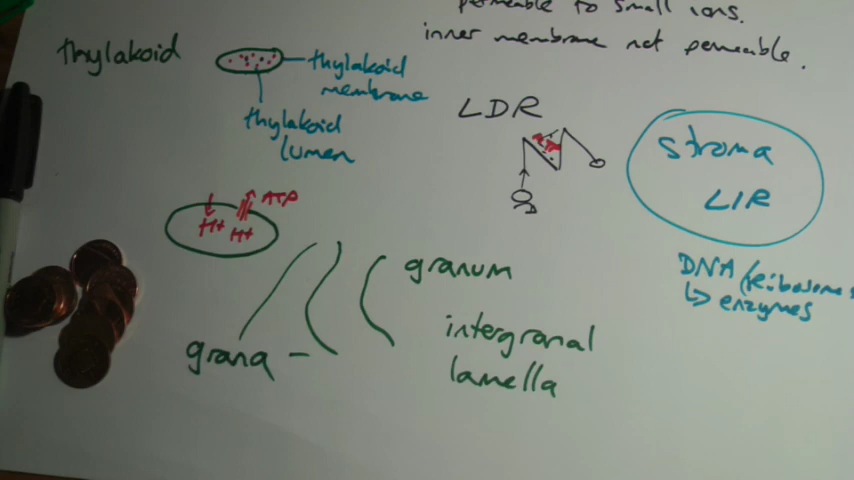 permeable to small ions.
inner membrane not permeable.
thylakoid
thylakoid
membrane
thylakoid
lumen
LDR
stroma
LIR
ATP
H+ H+
DNA/ribosomes
↳ enzymes
granum
grana
intergranal
lamella